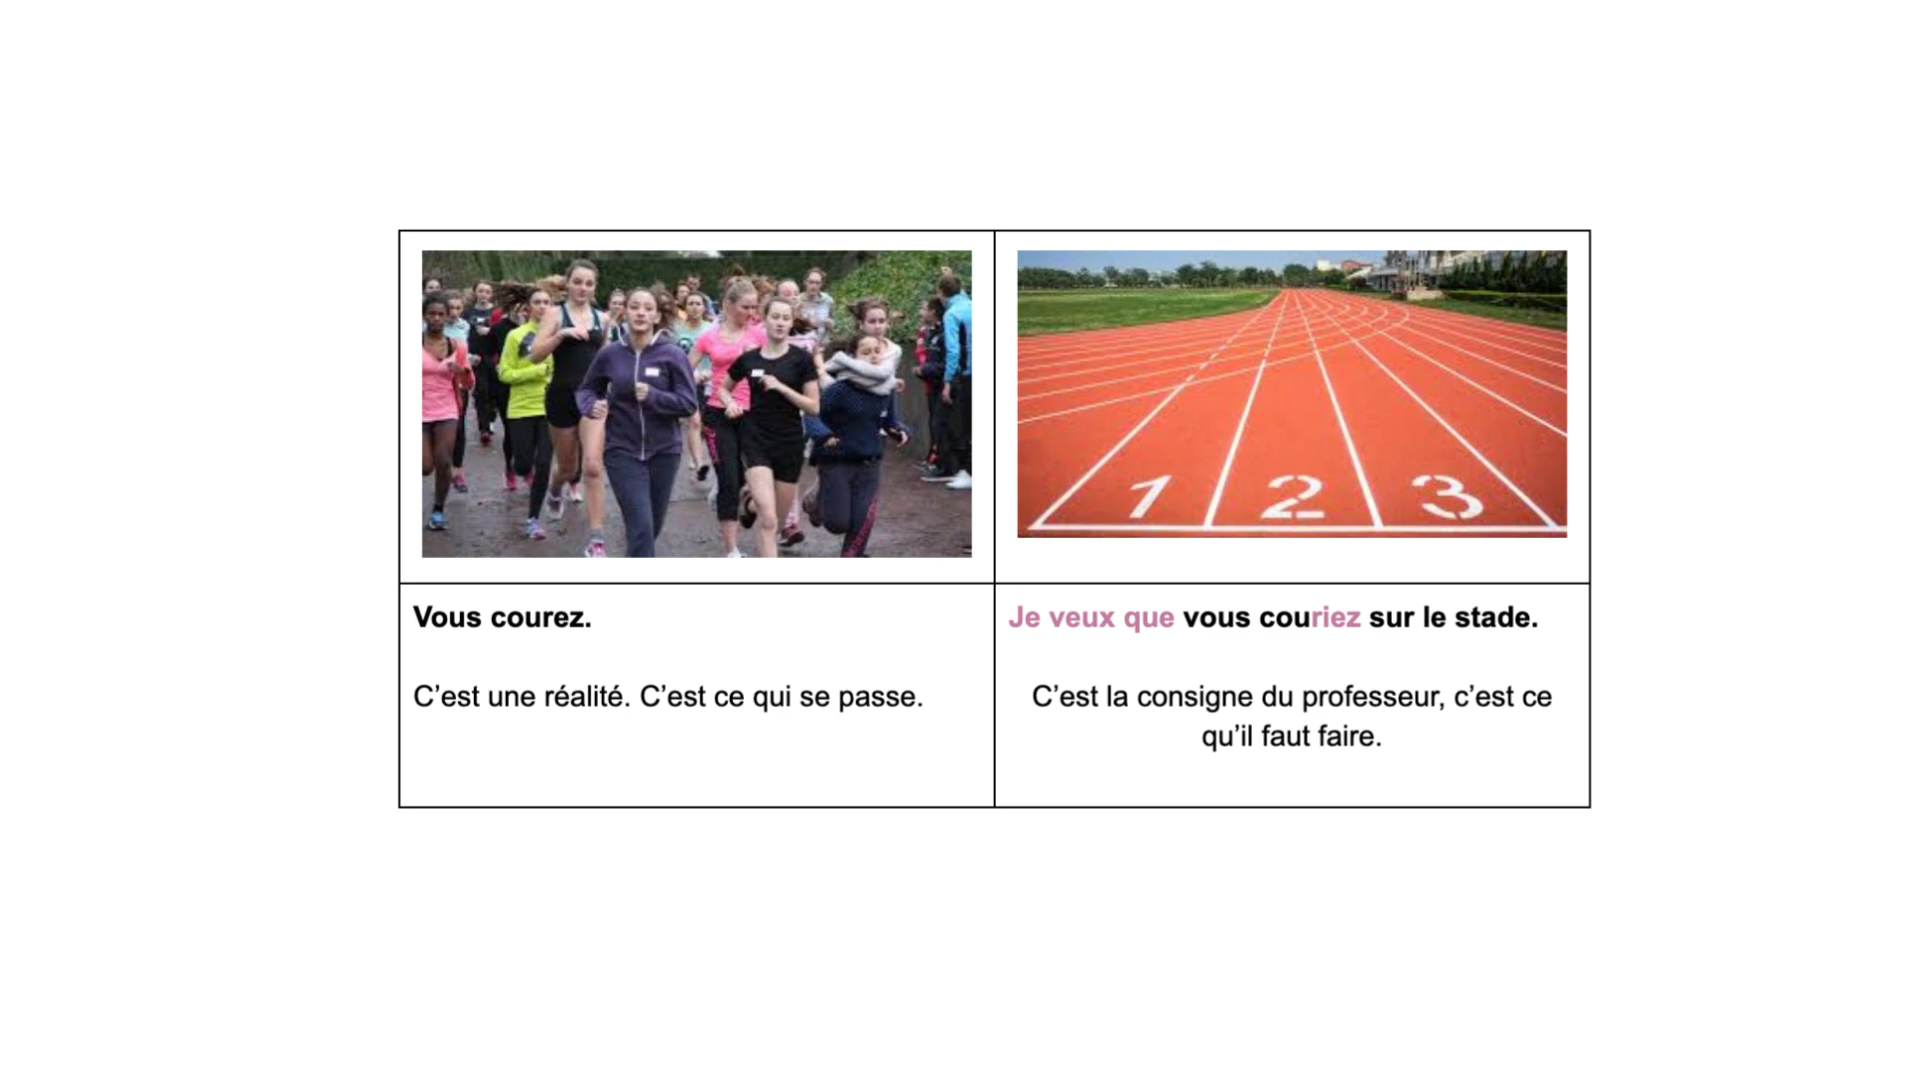 1 2 3
Vous courez.
C’est une réalité. C’est ce qui se passe.
Je veux que vous couriez sur le stade.
C’est la consigne du professeur, c’est ce
qu’il faut faire.